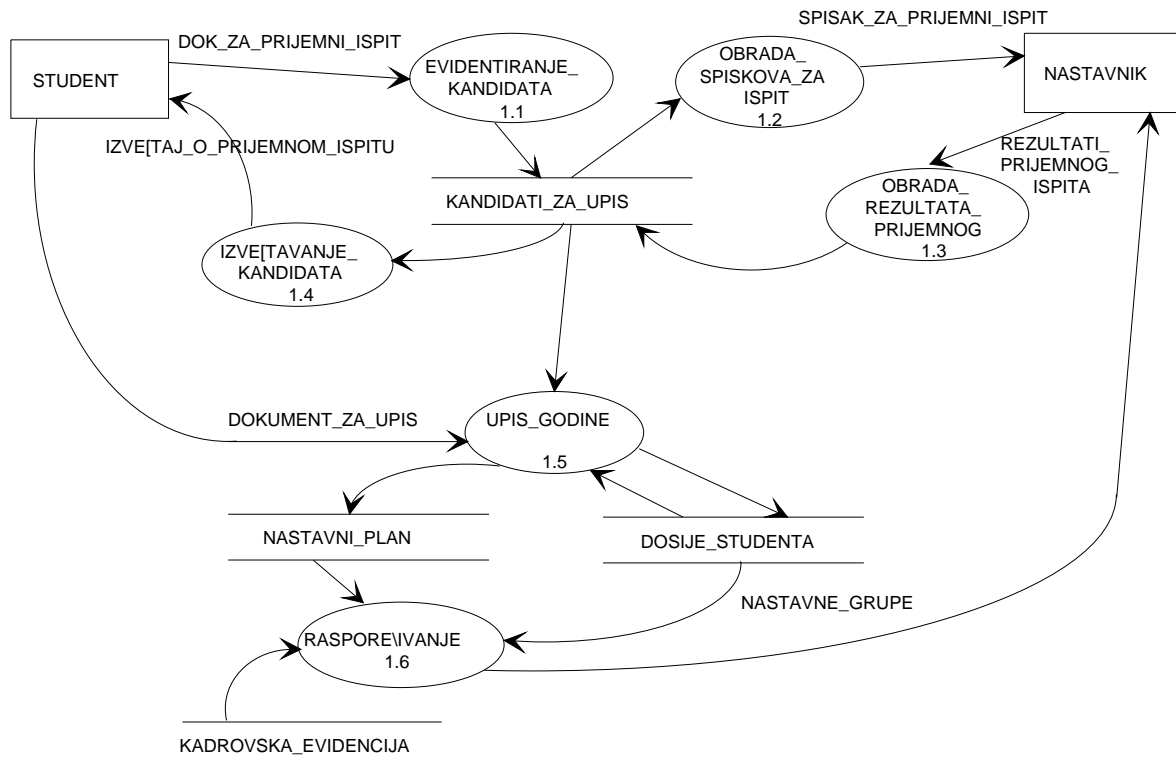 SPISAK_ZA_PRIJEMNI_ISPIT
DOK_ZA_PRIJEMNI_ISPIT
STUDENT
EVIDENTIRANJE_
KANDIDATA
1.1
OBRADA_
SPISKOVA_ZA
ISPIT
1.2
NASTAVNIK
IZVE[TAJ_O_PRIJEMNOM_ISPITU
REZULTATI_
PRIJEMNOG_
ISPITA
KANDIDATI_ZA_UPIS
OBRADA_
REZULTATA_
PRIJEMNOG
1.3
IZVE[TAVANJE_
KANDIDATA
1.4
DOKUMENT_ZA_UPIS
UPIS_GODINE
1.5
NASTAVNI_PLAN
DOSIJE_STUDENTA
NASTAVNE_GRUPE
RASPORE\IVANJE
1.6
KADROVSKA_EVIDENCIJA